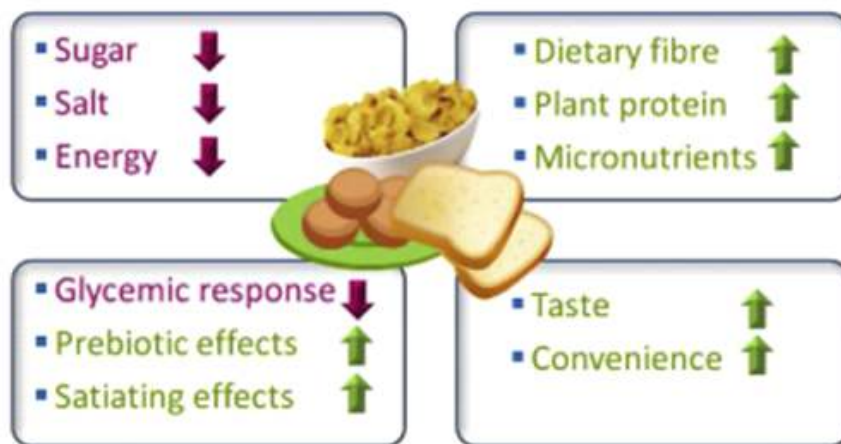 Sugar
Salt
Energy
Dietary fibre
Plant protein
Micronutrients
Glycemic response
Prebiotic effects
Satiating effects
Taste
Convenience